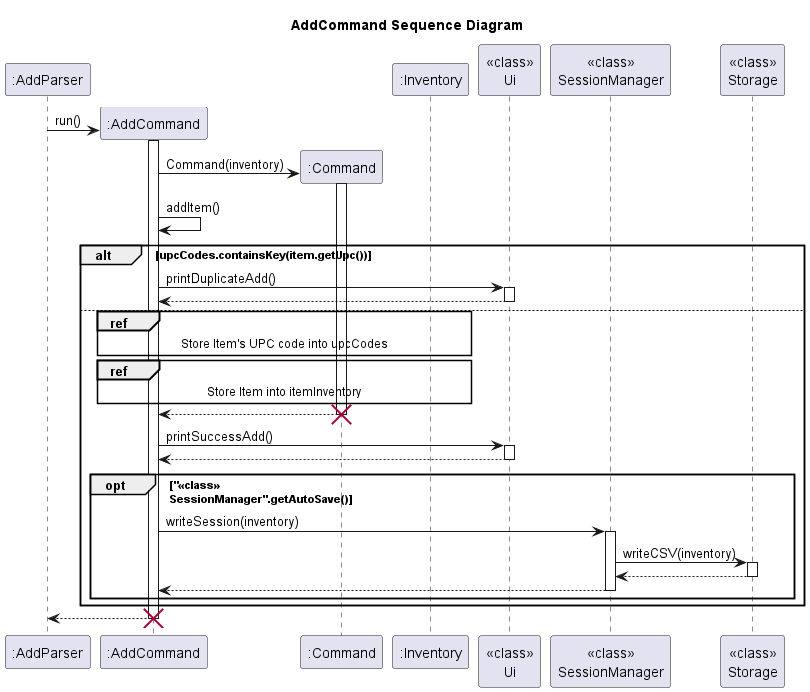 AddCommand Sequence Diagram
:AddParser
:Inventory
«class»
Ui
«class»
SessionManager
«class»
Storage
run()
:AddCommand
Command(inventory)
:Command
addItem()
alt
[upcCodes.containsKey(item.getUpc())]
printDuplicateAdd()
ref
Store Item's UPC code into upcCodes
ref
Store Item into itemInventory
printSuccessAdd()
opt
["«class»
SessionManager".getAutoSave()]
writeSession(inventory)
writeCSV(inventory)
:AddParser
:AddCommand
:Command
:Inventory
«class»
Ui
«class»
SessionManager
«class»
Storage